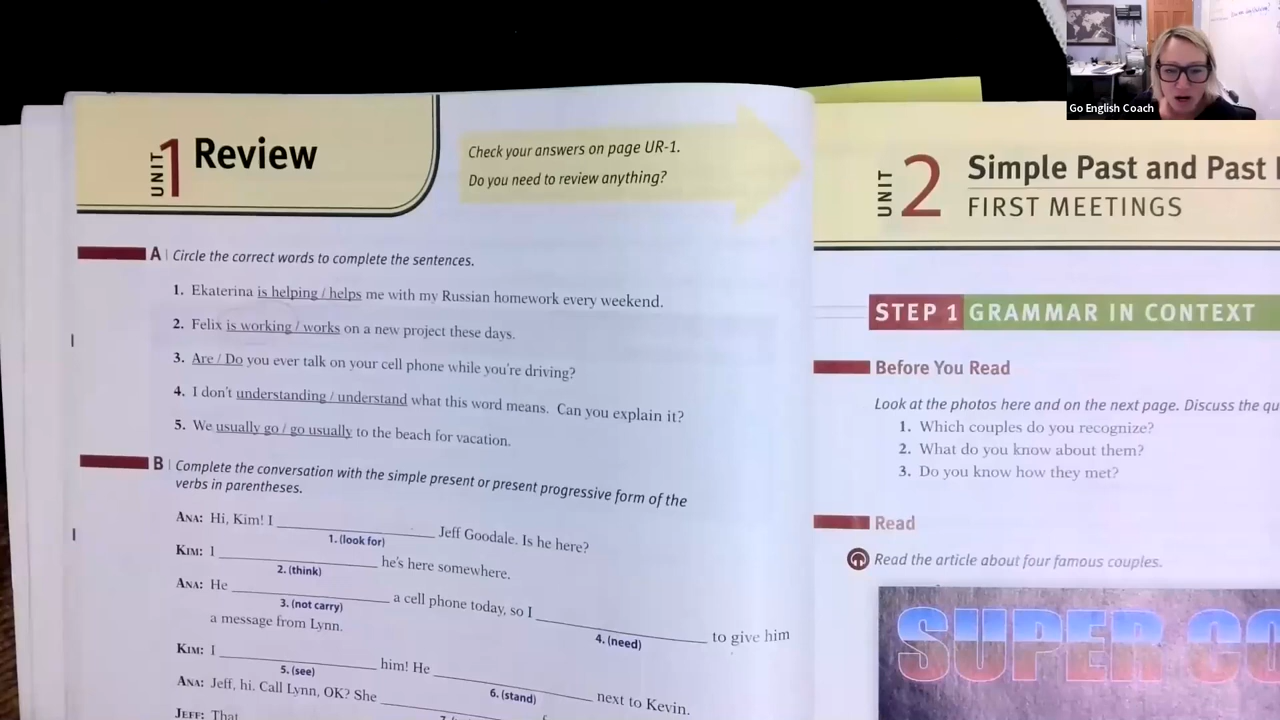 Go English Coach
UNIT 1 Review
Check your answers on page UR-1.
Do you need to review anything?
A | Circle the correct words to complete the sentences.
1. Ekaterina is helping / helps me with my Russian homework every weekend.
2. Felix is working / works on a new project these days.
3. Are / Do you ever talk on your cell phone while you're driving?
4. I don't understanding / understand what this word means. Can you explain it?
5. We usually go / go usually to the beach for vacation.
B | Complete the conversation with the simple present or present progressive form of the
verbs in parentheses.
ANA: Hi, Kim! I ____ Jeff Goodale. Is he here?
1. (look for)
KIM: I ____ he's here somewhere.
2. (think)
ANA: He ____ a cell phone today, so I ____ to give him
3. (not carry)
4. (need)
a message from Lynn.
KIM: I ____ him! He ____ next to Kevin.
5. (see)
6. (stand)
ANA: Jeff, hi. Call Lynn, OK? She ____
JEFF: That
UNIT 2 Simple Past and Past
FIRST MEETINGS
STEP 1 GRAMMAR IN CONTEXT
Before You Read
Look at the photos here and on the next page. Discuss the
1. Which couples do you recognize?
2. What do you know about them?
3. Do you know how they met?
Read
Read the article about four famous couples.
SUPER CO